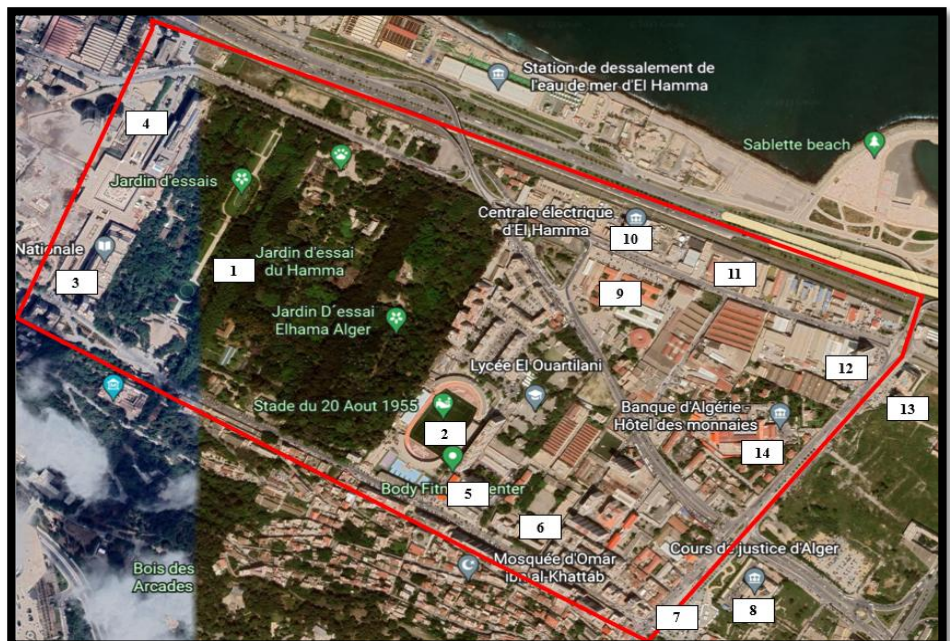 Station de dessalement de
l'eau de mer d'El Hamma
4
Sablette beach
Jardin d'essais
Centrale électrique
d'El Hamma
10
Nationale
3
1
Jardin d'essai
du Hamma
11
9
Jardin D'essai
Elhama Alger
Lycée El Ouartilani
12
Stade du 20 Aout 1955
2
Banque d'Algérie -
Hôtel des monnaies
13
14
Body Fitness Center
5
6
Mosquée d'Omar
ibn al-Khattab
Cours de justice d'Alger
Bois des
Arcades
7
8